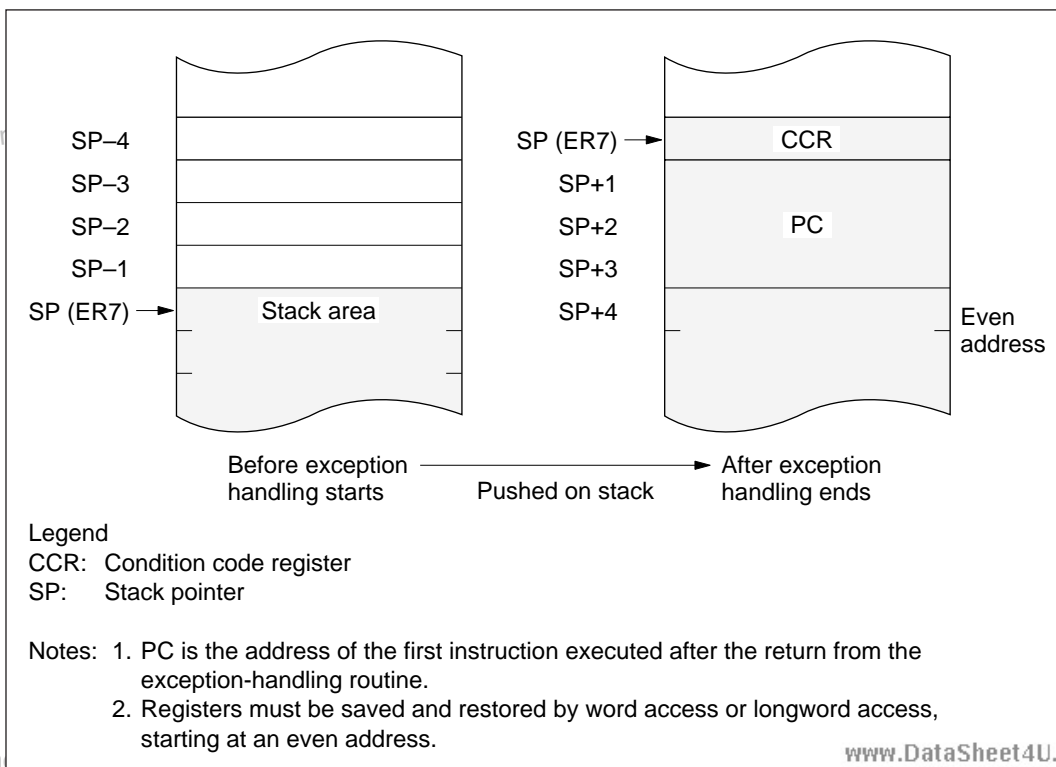 SP–4
SP–3
SP–2
SP–1
SP (ER7)
Stack area
SP (ER7)
SP+1
SP+2
SP+3
SP+4
CCR
PC
Even
address
Before exception
handling starts
Pushed on stack
After exception
handling ends
Legend
CCR: Condition code register
SP: Stack pointer
Notes: 1. PC is the address of the first instruction executed after the return from the
exception-handling routine.
2. Registers must be saved and restored by word access or longword access,
starting at an even address.
www.DataSheet4U.